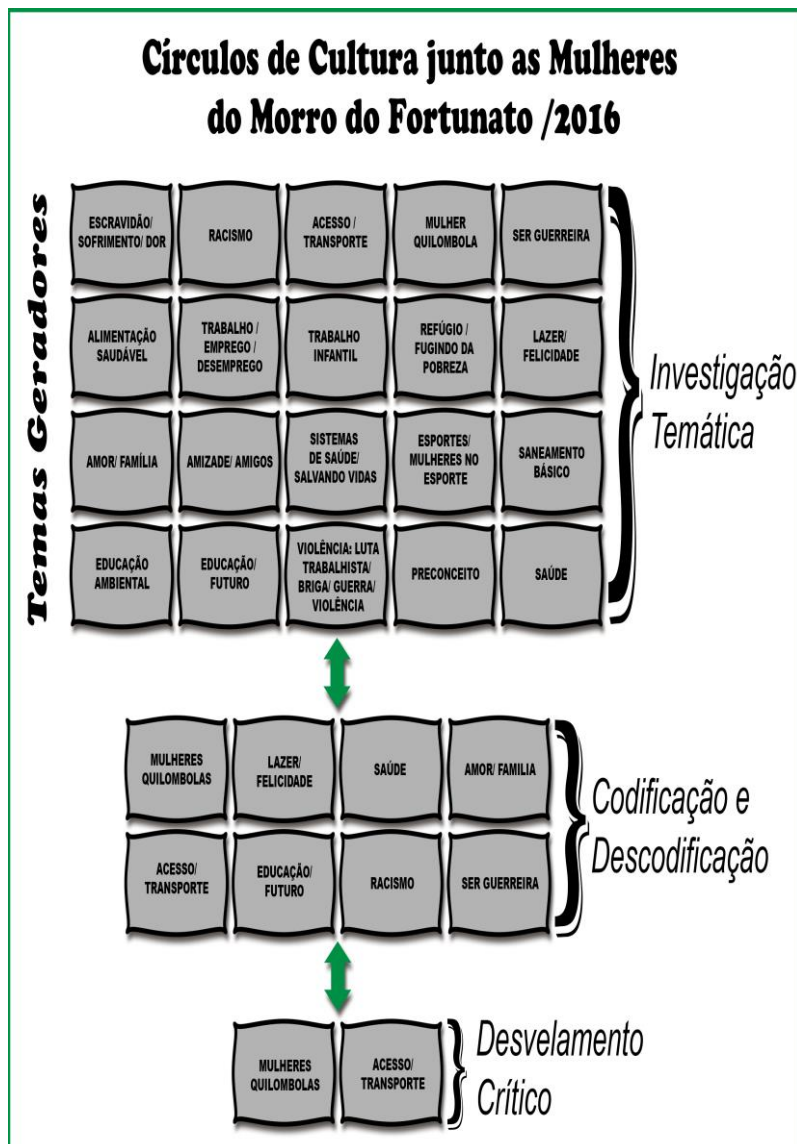 Círculos de Cultura junto as Mulheres
do Morro do Fortunato /2016
Temas Geradores
ESCRAVIDÃO/
SOFRIMENTO/ DOR
RACISMO
ACESSO /
TRANSPORTE
MULHER
QUILOMBOLA
SER GUERREIRA
ALIMENTAÇÃO
SAUDÁVEL
TRABALHO /
EMPREGO /
DESEMPREGO
TRABALHO
INFANTIL
REFÚGIO /
FUGINDO DA
POBREZA
LAZER/
FELICIDADE
AMOR/ FAMÍLIA
AMIZADE/ AMIGOS
SISTEMAS
DE SAÚDE/
SALVANDO VIDAS
ESPORTES/
MULHERES NO
ESPORTE
SANEAMENTO
BÁSICO
EDUCAÇÃO
AMBIENTAL
EDUCAÇÃO/
FUTURO
VIOLÊNCIA: LUTA
TRABALHISTA/
BRIGA/ GUERRA/
VIOLÊNCIA
PRECONCEITO
SAÚDE
Investigação
Temática
MULHERES
QUILOMBOLAS
LAZER/
FELICIDADE
SAÚDE
AMOR/ FAMILIA
ACESSO/
TRANSPORTE
EDUCAÇÃO/
FUTURO
RACISMO
SER GUERREIRA
Codificação e
Descodificação
MULHERES
QUILOMBOLAS
ACESSO/
TRANSPORTE
Desvelamento
Crítico